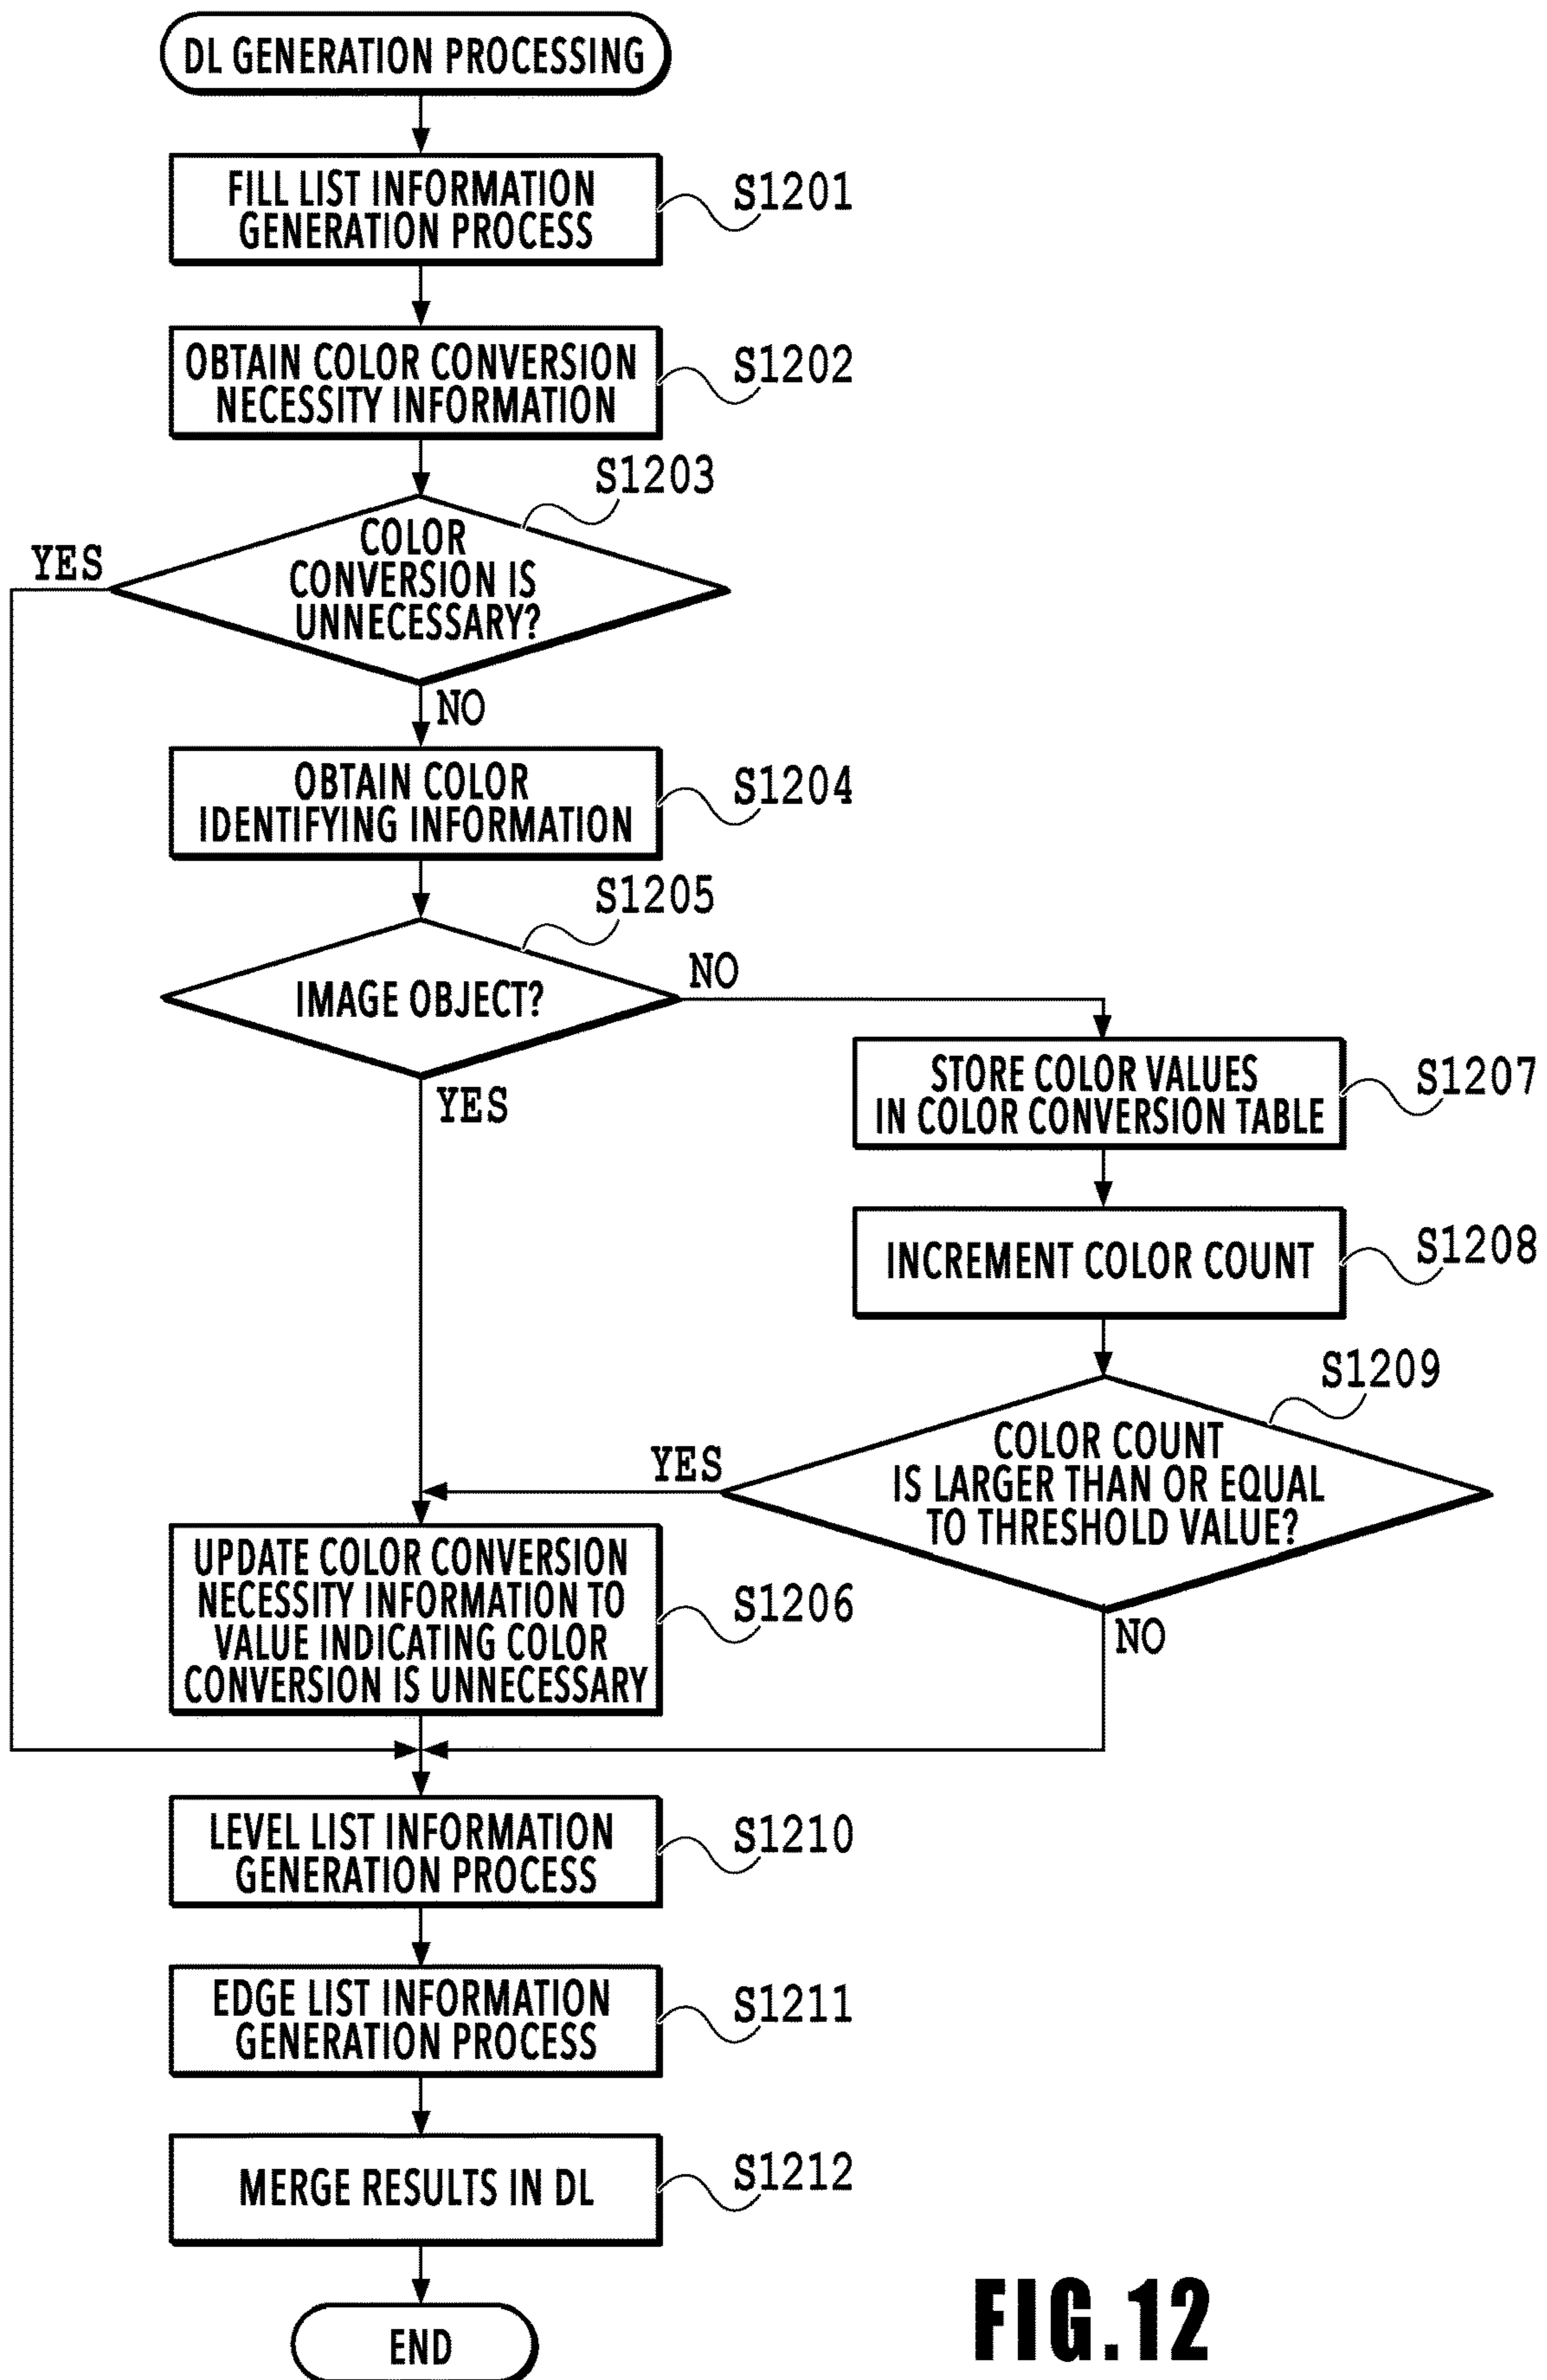 DL GENERATION PROCESSING
FILL LIST INFORMATION
GENERATION PROCESS
S1201
OBTAIN COLOR CONVERSION
NECESSITY INFORMATION
S1202
S1203
COLOR
CONVERSION IS
UNNECESSARY?
YES
NO
OBTAIN COLOR
IDENTIFYING INFORMATION
S1204
S1205
IMAGE OBJECT?
NO
YES
STORE COLOR VALUES
IN COLOR CONVERSION TABLE
S1207
INCREMENT COLOR COUNT
S1208
S1209
COLOR COUNT
IS LARGER THAN OR EQUAL
TO THRESHOLD VALUE?
YES
NO
UPDATE COLOR CONVERSION
NECESSITY INFORMATION TO
VALUE INDICATING COLOR
CONVERSION IS UNNECESSARY
S1206
LEVEL LIST INFORMATION
GENERATION PROCESS
S1210
EDGE LIST INFORMATION
GENERATION PROCESS
S1211
MERGE RESULTS IN DL
S1212
END
FIG.12